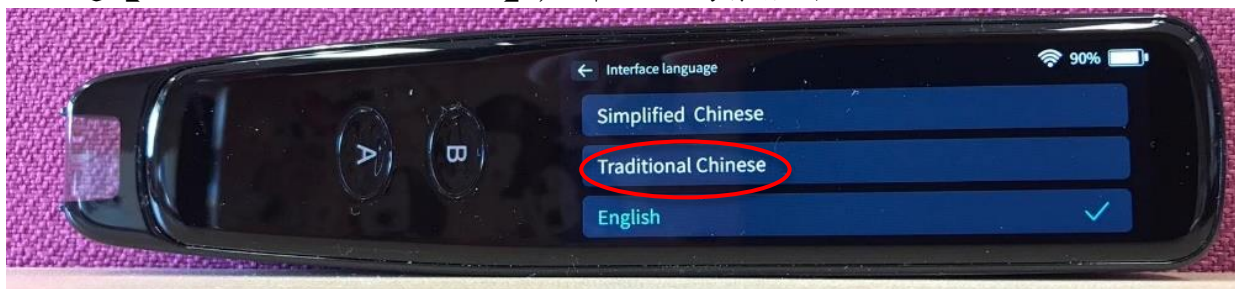 Interface language
90%
Simplified Chinese
Traditional Chinese
English
A
B